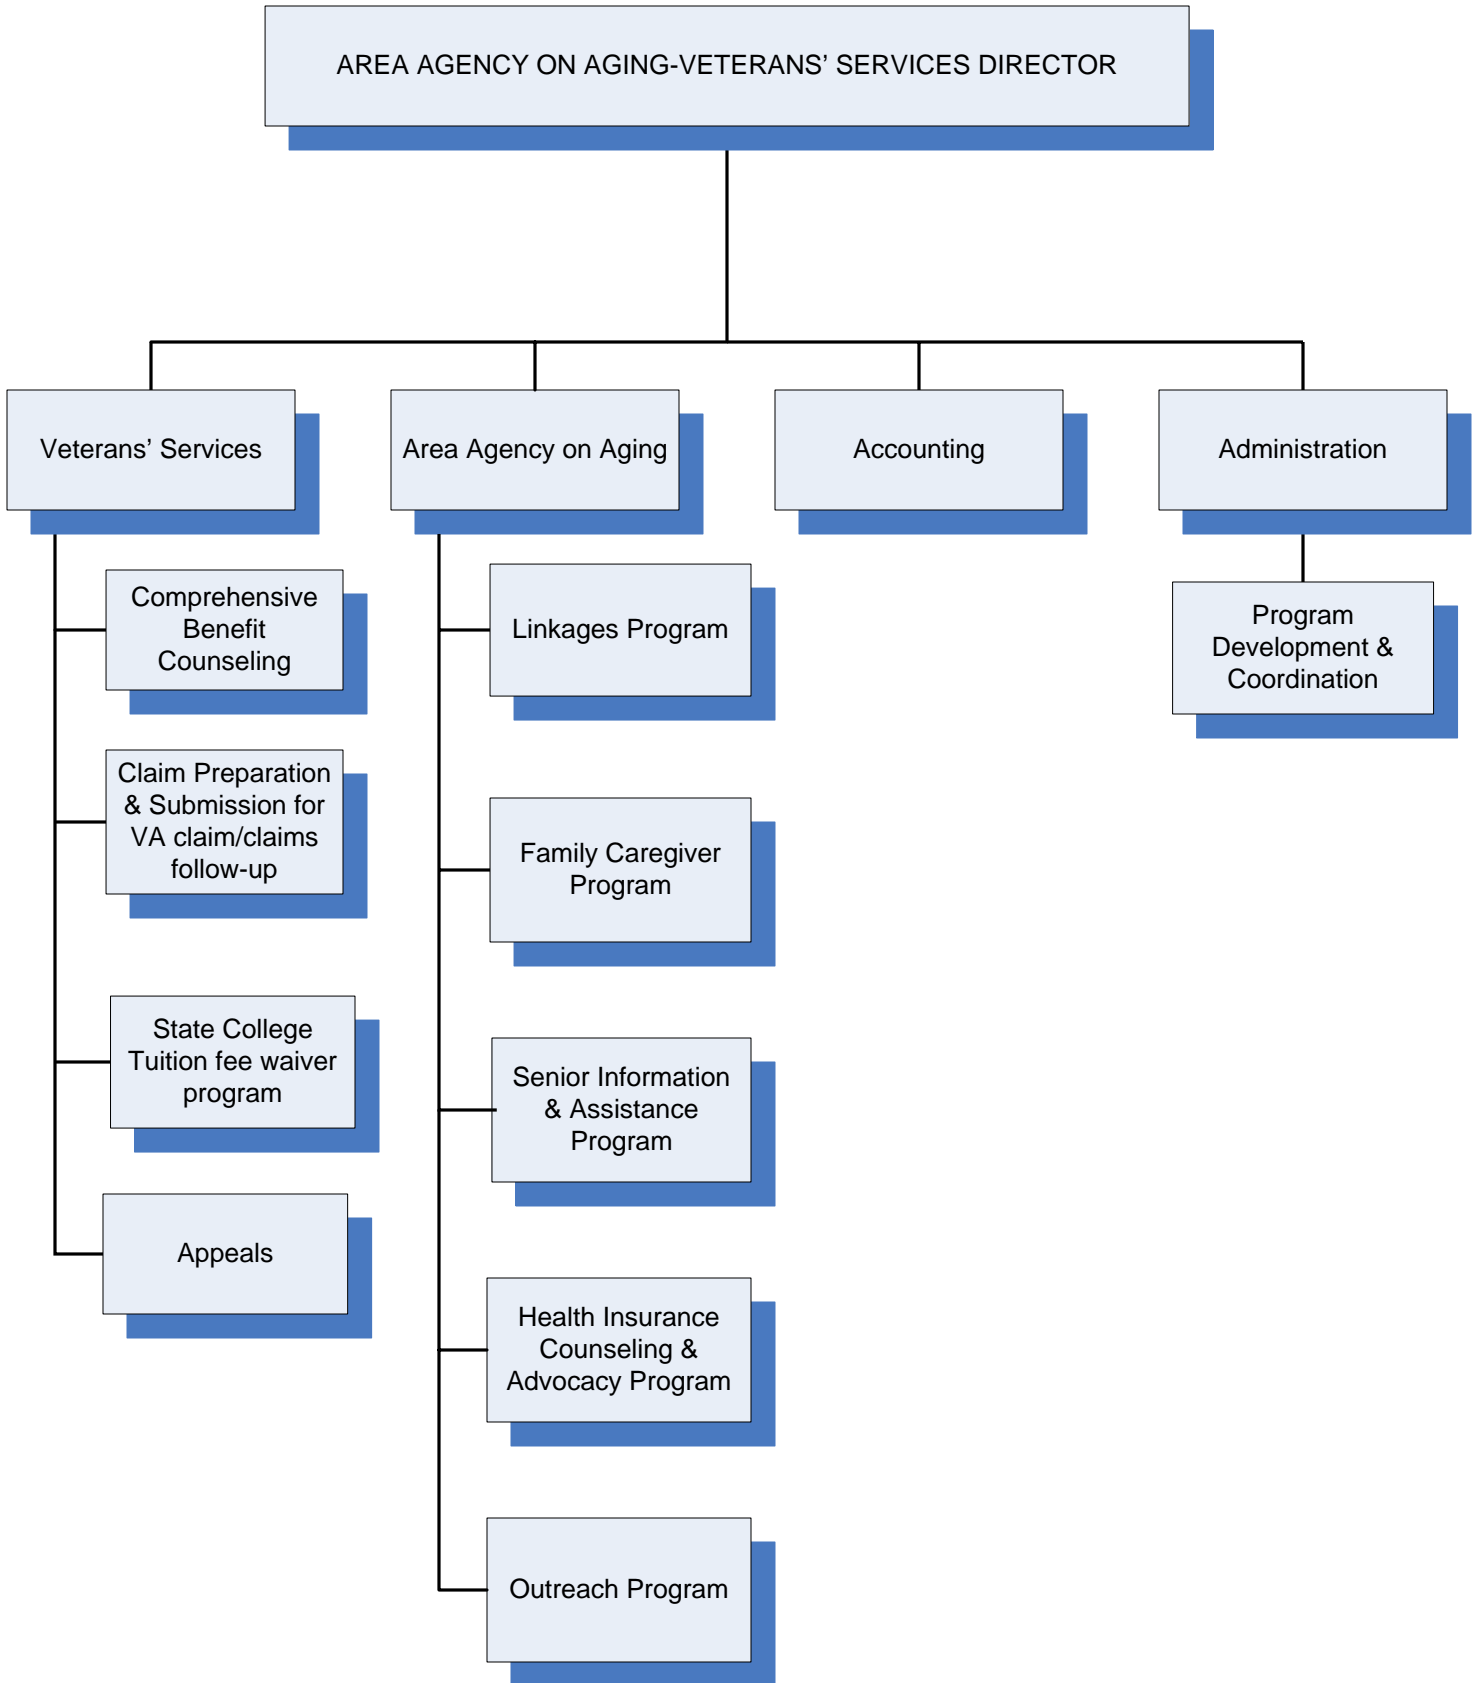 AREA AGENCY ON AGING-VETERANS’ SERVICES DIRECTOR
Veterans’ Services
Area Agency on Aging
Accounting
Administration
Comprehensive
Benefit
Counseling
Claim Preparation
& Submission for
VA claim/claims
follow-up
State College
Tuition fee waiver
program
Appeals
Linkages Program
Family Caregiver
Program
Senior Information
& Assistance
Program
Health Insurance
Counseling &
Advocacy Program
Outreach Program
Program
Development &
Coordination